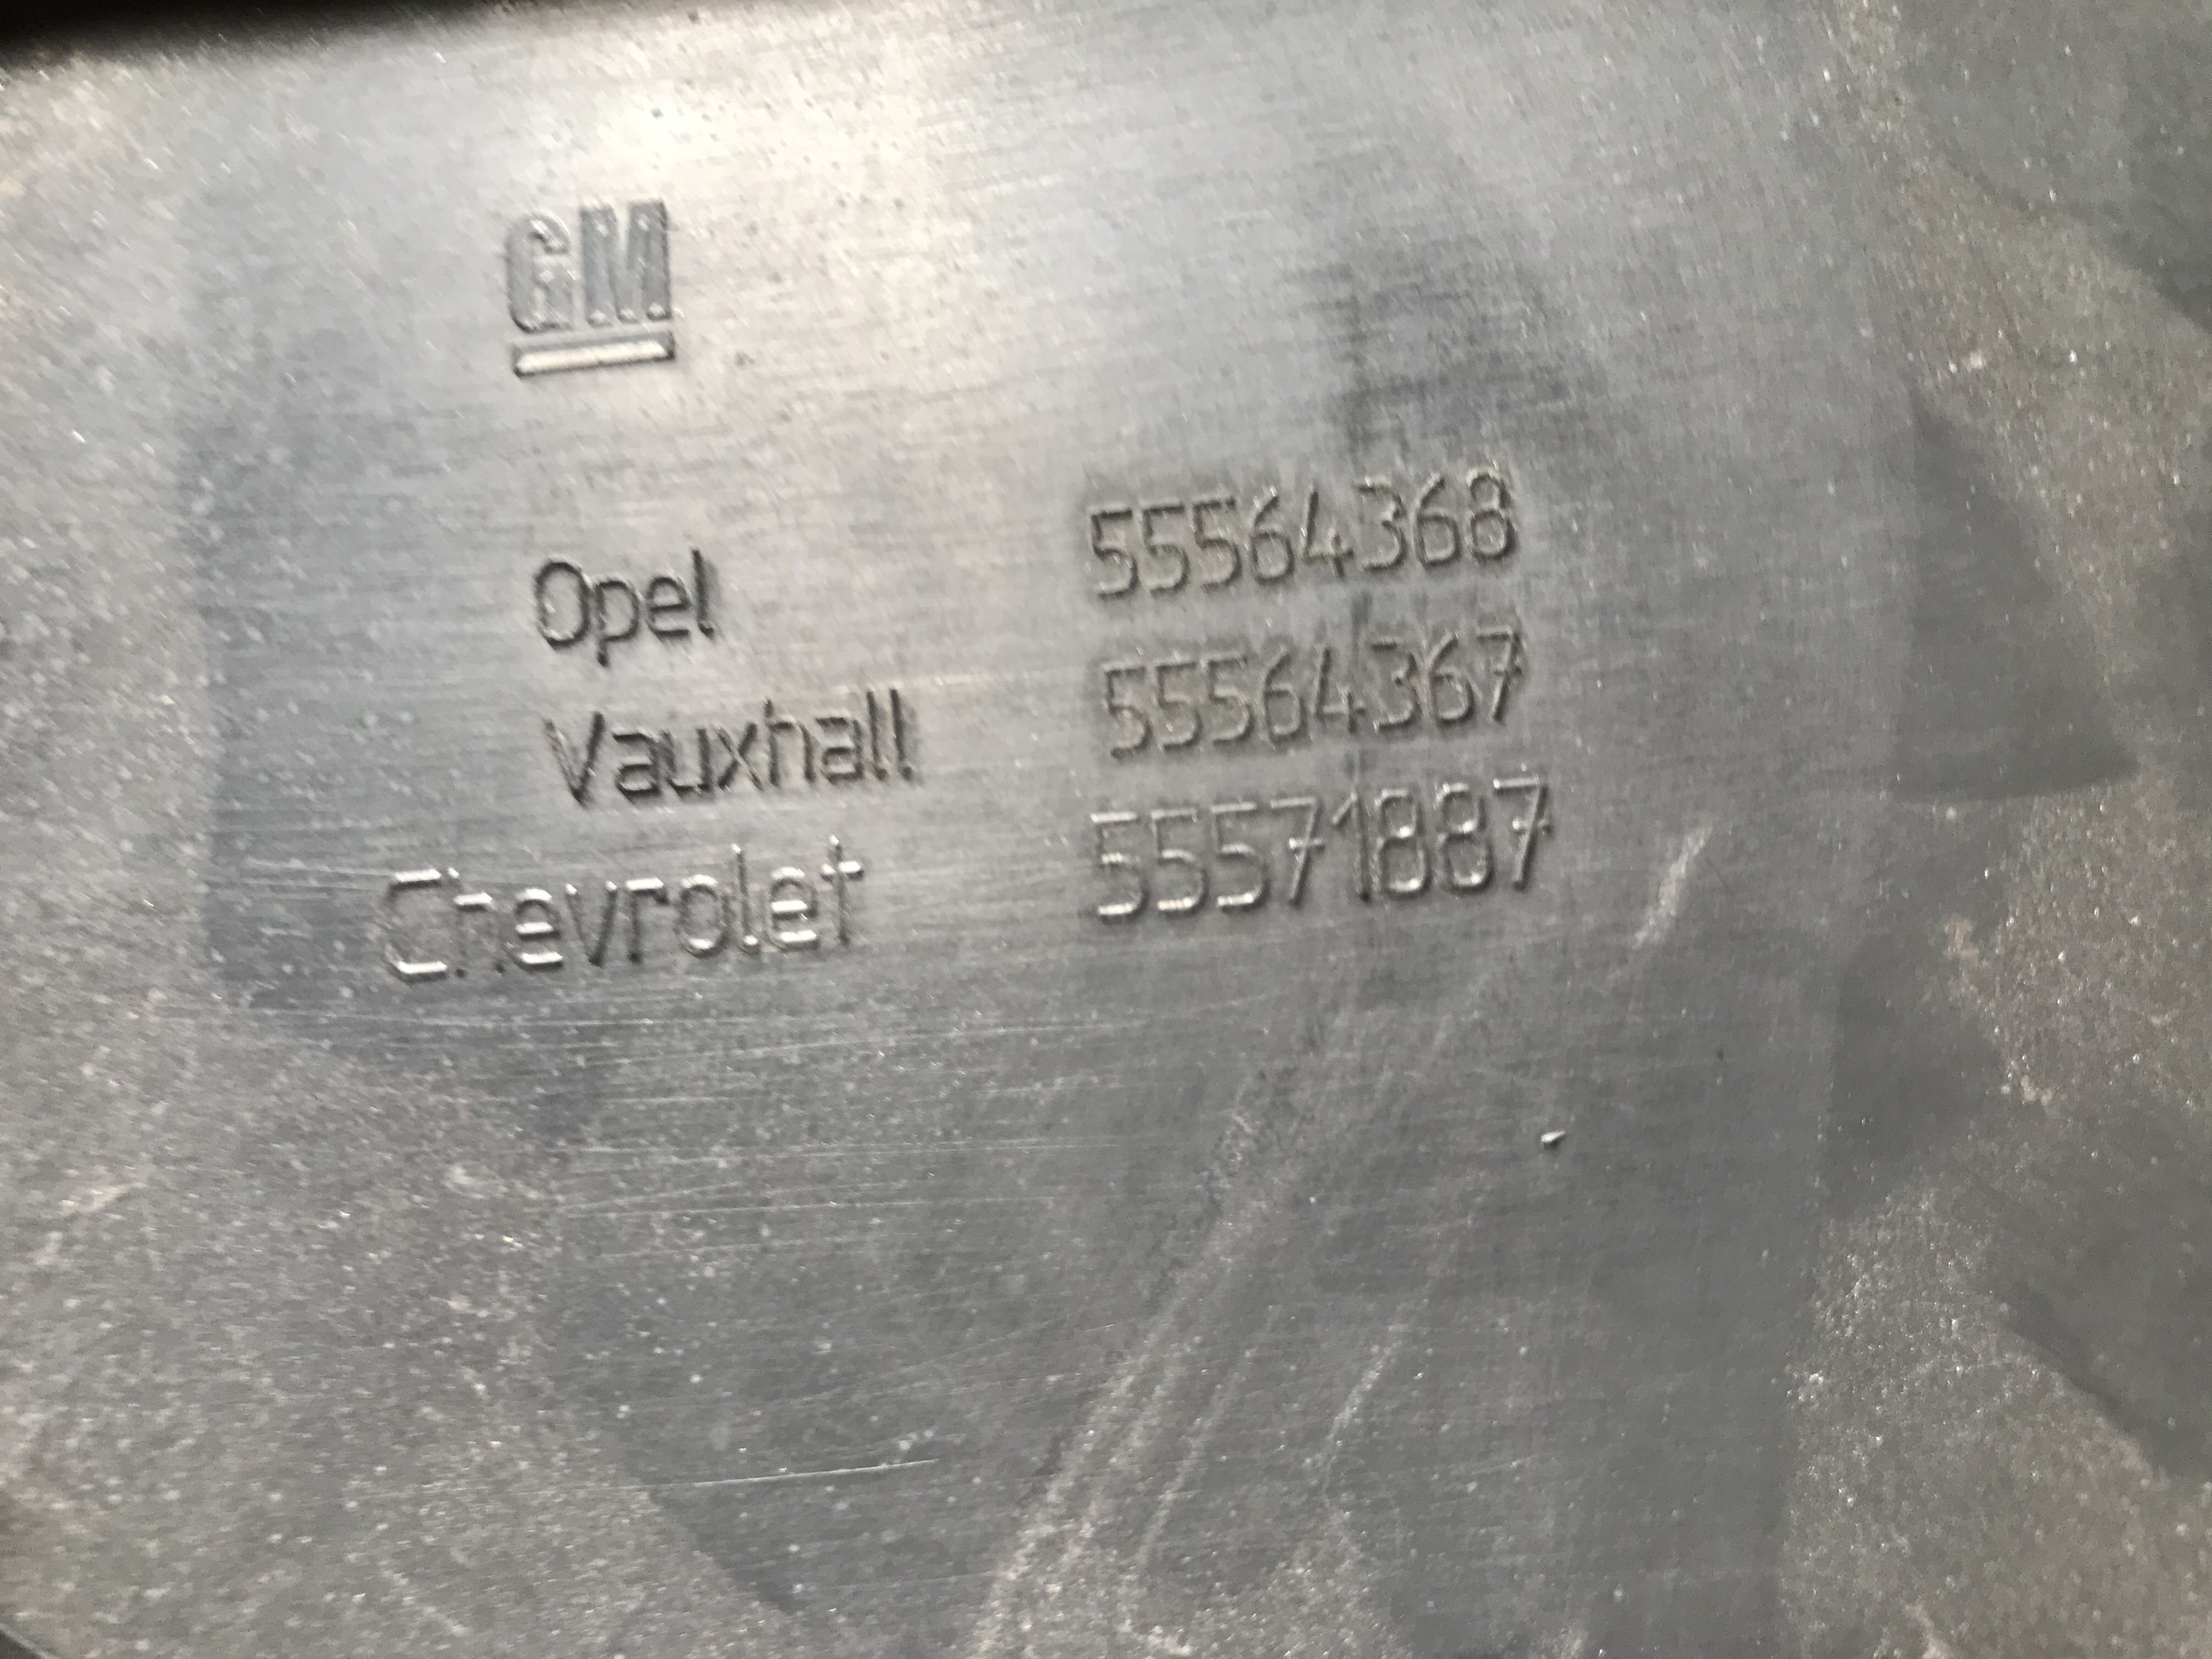 GM
Opel 55564368
Vauxhall 55564367
Chevrolet 55571887